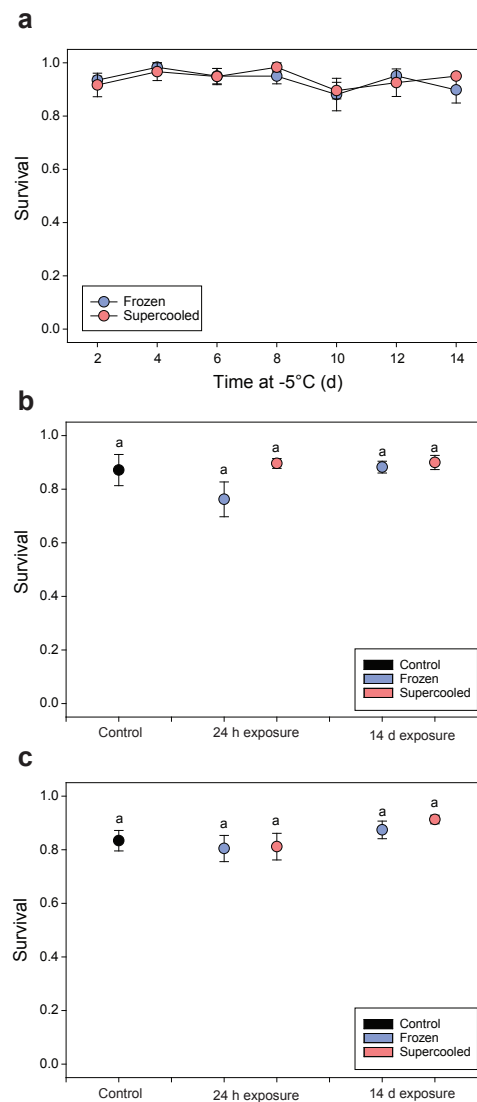 a
1.0
0.8
0.6
0.4
0.2
0.0
Survival
Frozen
Supercooled
2 4 6 8 10 12 14
Time at -5°C (d)
b
1.0
0.8
0.6
0.4
0.2
0.0
Survival
a a a a a
Control
Frozen
Supercooled
Control 24 h exposure 14 d exposure
c
1.0
0.8
0.6
0.4
0.2
0.0
Survival
a a a a a
Control
Frozen
Supercooled
Control 24 h exposure 14 d exposure